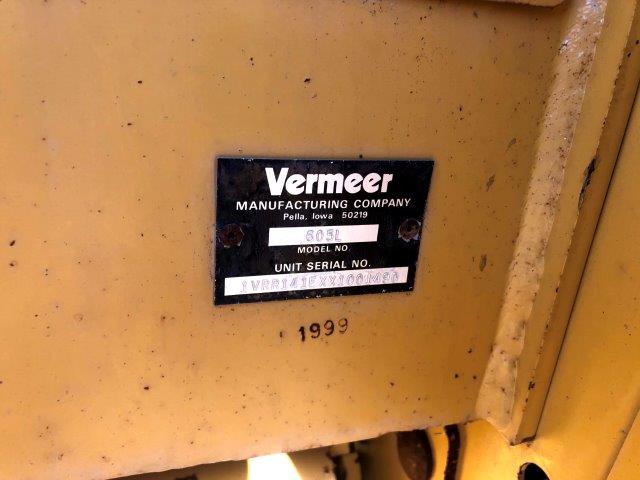 Vermeer
MANUFACTURING COMPANY
Pella, Iowa 50219
605L
MODEL NO.
UNIT SERIAL NO.
1999